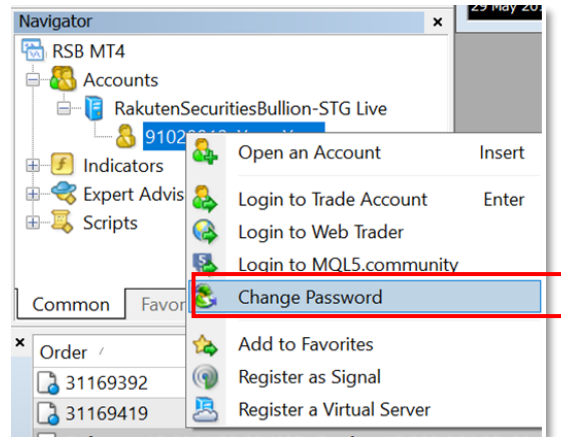 Navigator
29 May 20
RSB MT4
Accounts
RakutenSecuritiesBullion-STG Live
Open an Account Insert
Indicators
Expert Advis
Login to Trade Account Enter
Scripts
Login to Web Trader
Login to MQL5.community
Change Password
Common Favor
Add to Favorites
Order /
Register as Signal
31169392
Register a Virtual Server
31169419